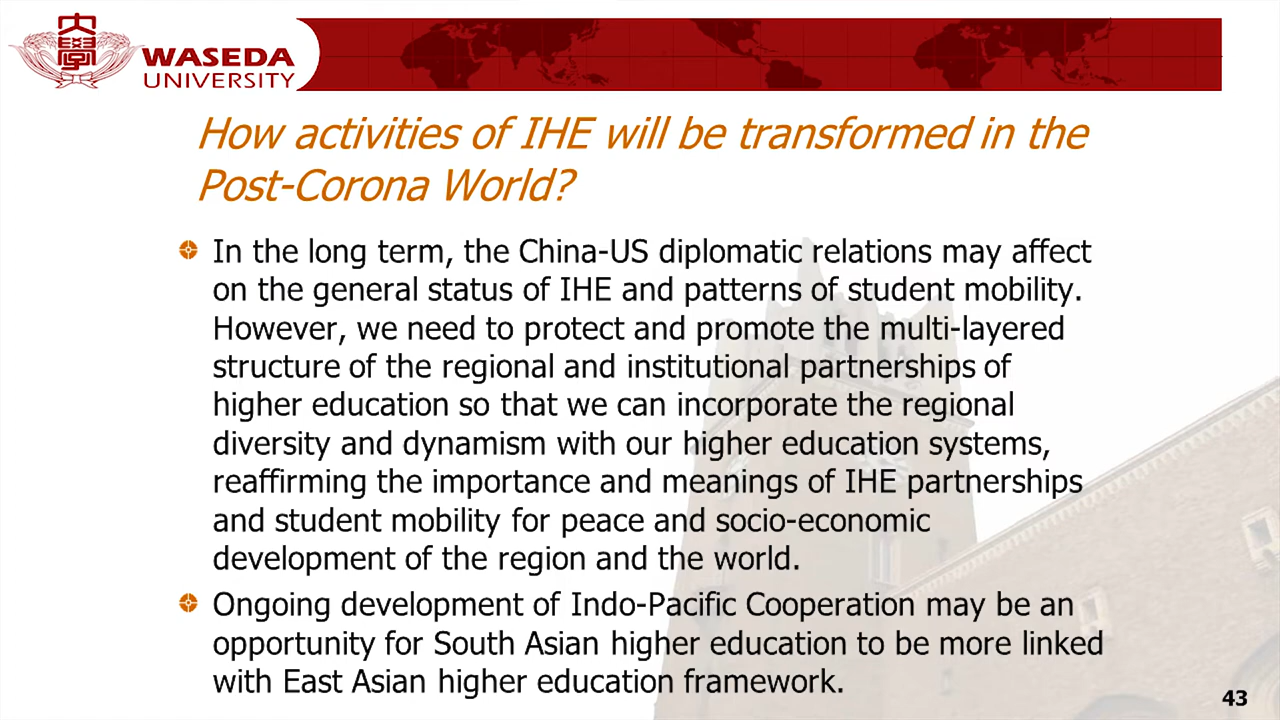 大學
WASEDA
UNIVERSITY
How activities of IHE will be transformed in the
Post-Corona World?
In the long term, the China-US diplomatic relations may affect
on the general status of IHE and patterns of student mobility.
However, we need to protect and promote the multi-layered
structure of the regional and institutional partnerships of
higher education so that we can incorporate the regional
diversity and dynamism with our higher education systems,
reaffirming the importance and meanings of IHE partnerships
and student mobility for peace and socio-economic
development of the region and the world.
Ongoing development of Indo-Pacific Cooperation may be an
opportunity for South Asian higher education to be more linked
with East Asian higher education framework.
43